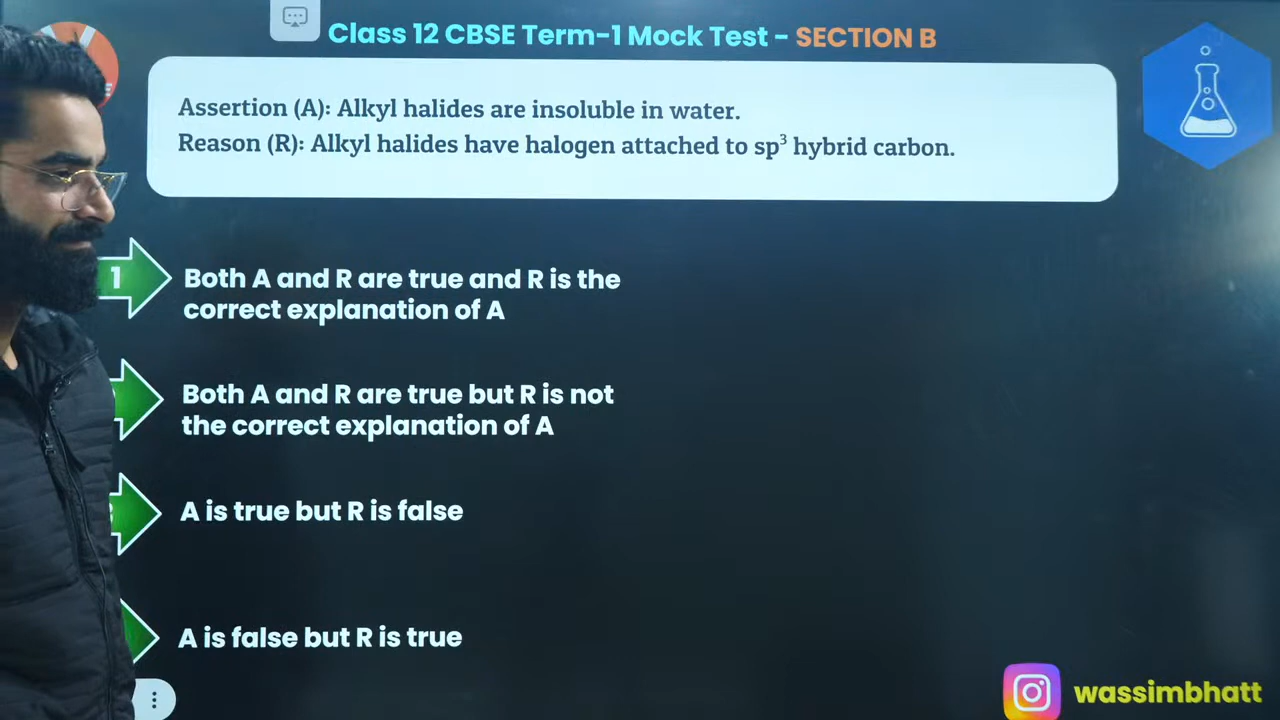 Class 12 CBSE Term-1 Mock Test - SECTION B
Assertion (A): Alkyl halides are insoluble in water.
Reason (R): Alkyl halides have halogen attached to sp³ hybrid carbon.
1
Both A and R are true and R is the
correct explanation of A
Both A and R are true but R is not
the correct explanation of A
A is true but R is false
A is false but R is true
wassimbhatt